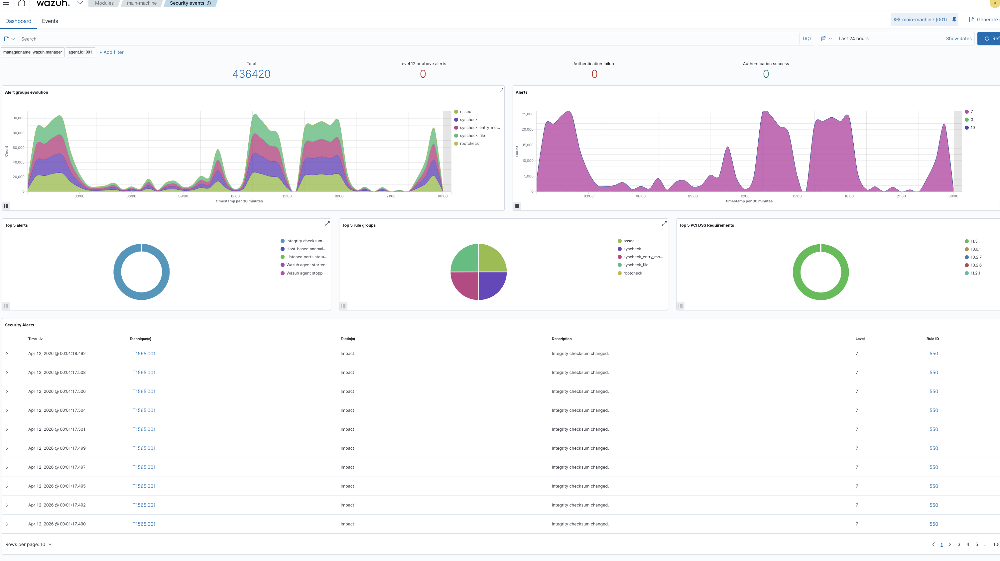 wazuh. Modules main-machine Security events a
Dashboard Events main-machine (001) Generate
Search DQL Last 24 hours Show dates Ref
manager.name: wazuh.manager agent.id: 001 + Add filter
Total Level 12 or above alerts Authentication failure Authentication success
436420 0 0 0
Alert groups evolution
100,000
80,000
60,000
40,000
20,000
0
Count
03:00 06:00 09:00 12:00 15:00 18:00 21:00 00:00
timestamp per 30 minutes
ossec
syscheck
syscheck_entry_mo...
syscheck_file
rootcheck
Alerts
25,000
20,000
15,000
10,000
5,000
0
Count
03:00 06:00 09:00 12:00 15:00 18:00 21:00 00:00
timestamp per 30 minutes
7
3
10
Top 5 alerts
Integrity checksum ...
Host-based anomal...
Listened ports statu...
Wazuh agent started.
Wazuh agent stopp...
Top 5 rule groups
ossec
syscheck
syscheck_entry_mo...
syscheck_file
rootcheck
Top 5 PCI DSS Requirements
11.5
10.6.1
10.2.7
10.2.6
11.2.1
Security Alerts
Time Technique(s) Tactic(s) Description Level Rule ID
Apr 12, 2026 @ 00:01:18.492 T1565.001 Impact Integrity checksum changed. 7 550
Apr 12, 2026 @ 00:01:17.508 T1565.001 Impact Integrity checksum changed. 7 550
Apr 12, 2026 @ 00:01:17.506 T1565.001 Impact Integrity checksum changed. 7 550
Apr 12, 2026 @ 00:01:17.504 T1565.001 Impact Integrity checksum changed. 7 550
Apr 12, 2026 @ 00:01:17.501 T1565.001 Impact Integrity checksum changed. 7 550
Apr 12, 2026 @ 00:01:17.499 T1565.001 Impact Integrity checksum changed. 7 550
Apr 12, 2026 @ 00:01:17.497 T1565.001 Impact Integrity checksum changed. 7 550
Apr 12, 2026 @ 00:01:17.495 T1565.001 Impact Integrity checksum changed. 7 550
Apr 12, 2026 @ 00:01:17.492 T1565.001 Impact Integrity checksum changed. 7 550
Apr 12, 2026 @ 00:01:17.490 T1565.001 Impact Integrity checksum changed. 7 550
Rows per page: 10 1 2 3 4 5 ... 100